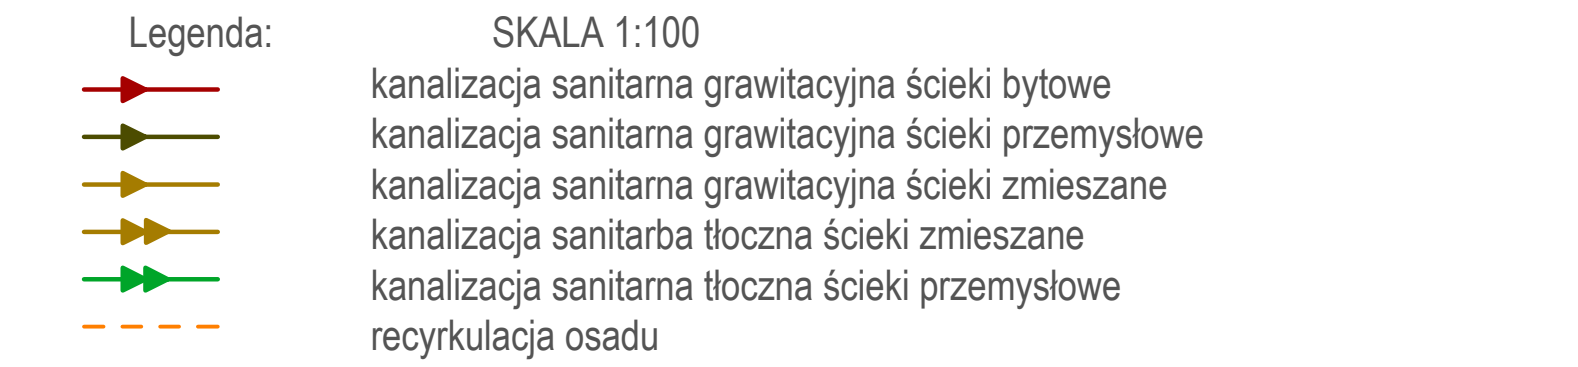 Legenda: SKALA 1:100
kanalizacja sanitarna grawitacyjna ścieki bytowe
kanalizacja sanitarna grawitacyjna ścieki przemysłowe
kanalizacja sanitarna grawitacyjna ścieki zmieszane
kanalizacja sanitarba tłoczna ścieki zmieszane
kanalizacja sanitarna tłoczna ścieki przemysłowe
recyrkulacja osadu